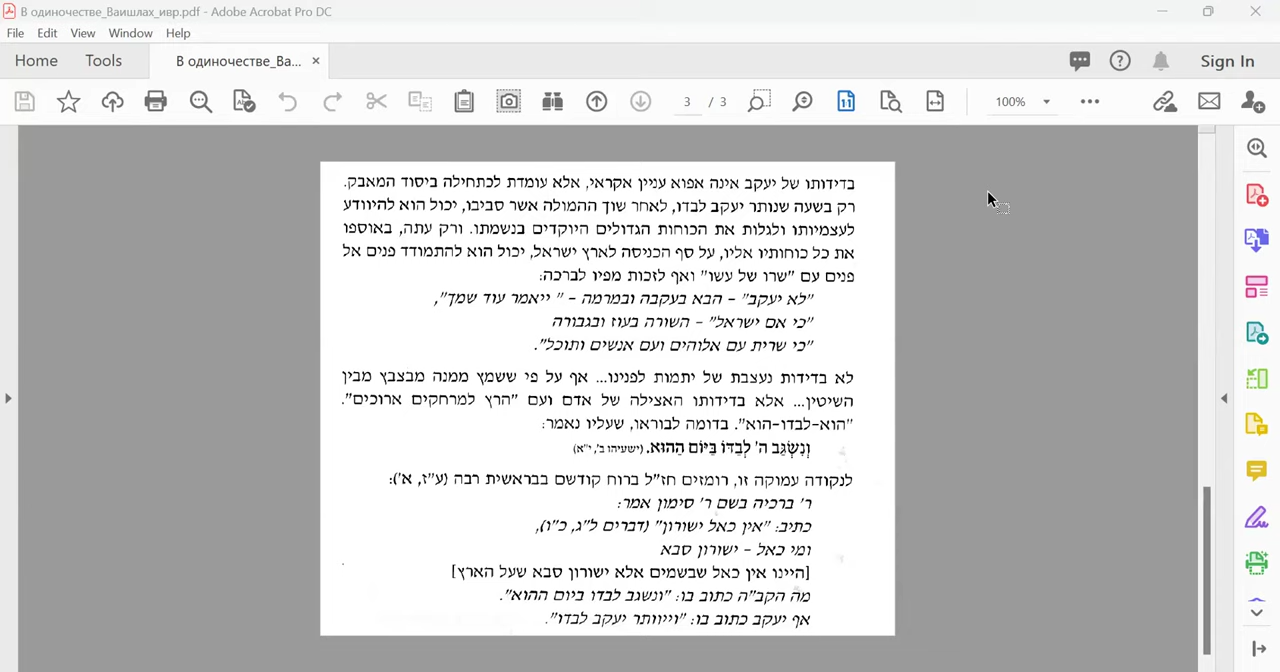 В одиночестве_Ваишлах_ивр.pdf - Adobe Acrobat Pro DC
File Edit View Window Help
Home Tools В одиночестве_Ва... × Sign In
3 / 3 100%
בדידותו של יעקב אינה אפוא עניין אקראי, אלא עומדת לכתחילה ביסוד המאבק.
רק בשעה שנותר יעקב לבדו, לאחר שוך ההמולה אשר סביבו, יכול הוא להיוודע
לעצמיותו ולגלות את הכוחות הגדולים היוקדים בנשמתו. ורק עתה, באוספו
את כל כוחותיו אליו, על סף הכניסה לארץ ישראל, יכול הוא להתמודד פנים אל
פנים עם "שרו של עשו" ואף לזכות מפיו לברכה:
"לא יעקב" – הבא בעקבה ובמרמה – " ייאמר עוד שמך",
"כי אם ישראל" – השורה בעוז ובגבורה
"כי שרית עם אלוהים ועם אנשים ותוכל".
לא בדידות נעצבת של יתמות לפנינו... אף על פי ששמץ ממנה מבצבץ מבין
השיטין... אלא בדידותו האצילה של אדם ועם "הרץ למרחקים ארוכים".
"הוא-לבדו-הוא". בדומה לבוראו, שעליו נאמר:
וְנִשְׂגַּב ה' לְבַדּוֹ בַּיּוֹם הַהוּא. (ישעיהו ב', י"א)
לנקודה עמוקה זו, רומזים חז"ל ברוח קודשם בבראשית רבה (ע"ז, א'):
ר' ברכיה בשם ר' סימון אמר:
כתיב: "אין כאל ישורון" (דברים ל"ג, כ"ו),
ומי כאל – ישורון סבא
[היינו אין כאל שבשמים אלא ישורון סבא שעל הארץ]
מה הקב"ה כתוב בו: "ונשגב לבדו ביום ההוא".
אף יעקב כתוב בו: "וייוותר יעקב לבדו".